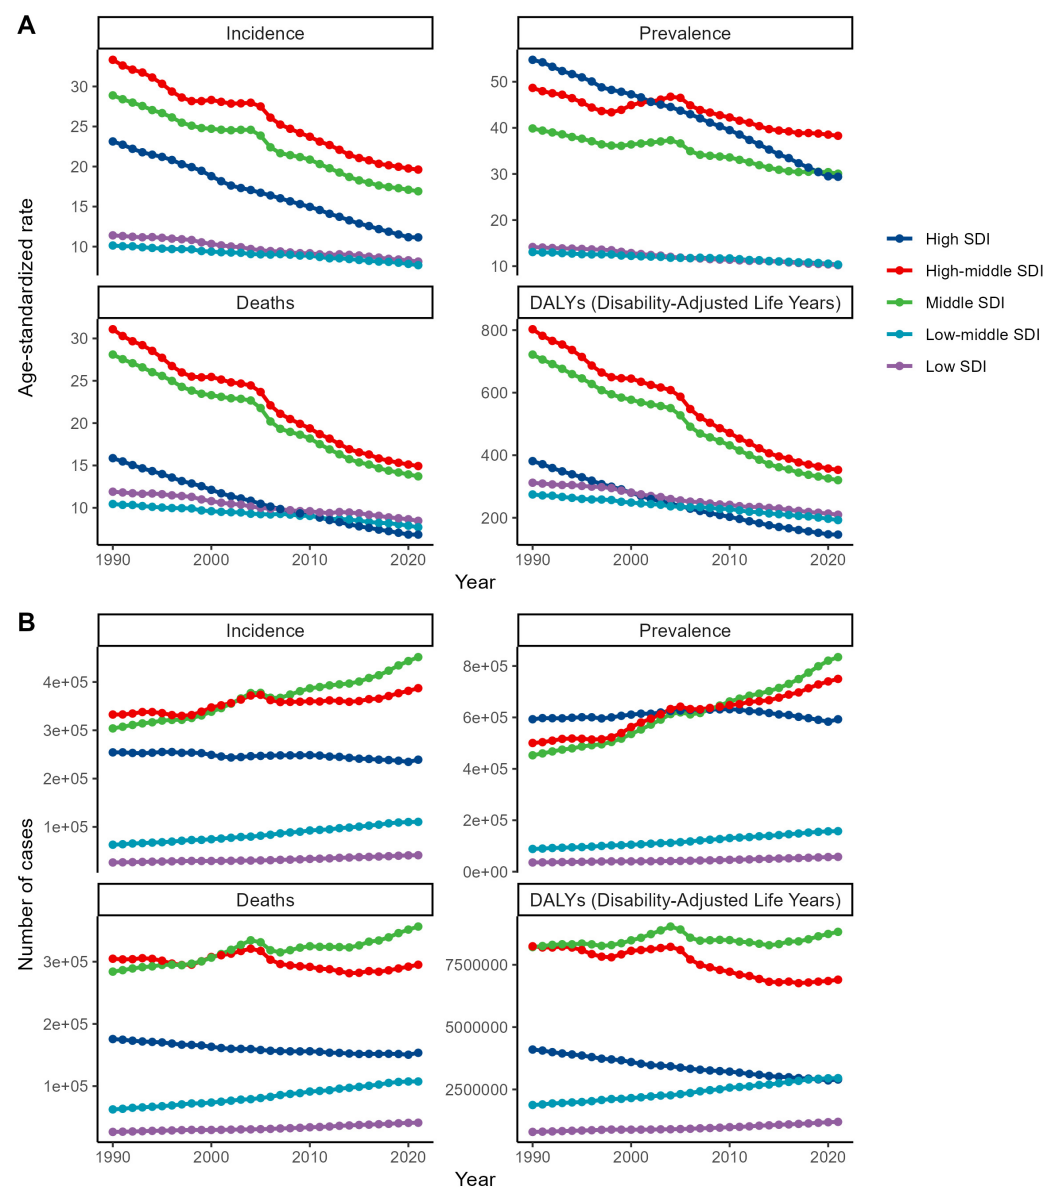 A
Incidence
Prevalence
30
25
20
15
10
50
40
30
20
10
Deaths
DALYs (Disability-Adjusted Life Years)
30
25
20
15
10
800
600
400
200
1990
2000
2010
2020
1990
2000
2010
2020
Age-standardized rate
Year
High SDI
High-middle SDI
Middle SDI
Low-middle SDI
Low SDI
B
Incidence
Prevalence
4e+05
3e+05
2e+05
1e+05
8e+05
6e+05
4e+05
2e+05
0e+00
Deaths
DALYs (Disability-Adjusted Life Years)
3e+05
2e+05
1e+05
7500000
5000000
2500000
1990
2000
2010
2020
1990
2000
2010
2020
Number of cases
Year